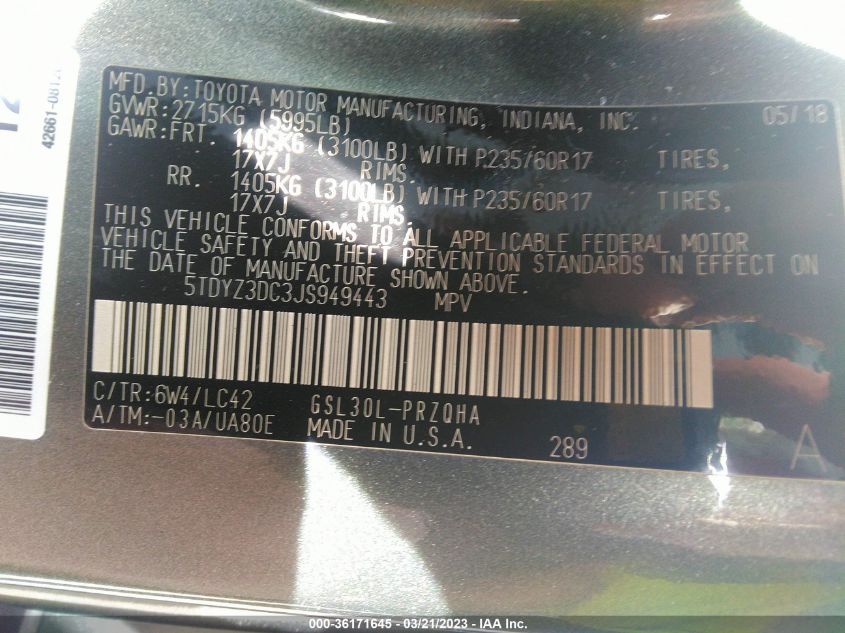 42661-0812
MFD.BY:TOYOTA MOTOR MANUFACTURING, INDIANA, INC. 05/18
GVWR:2715KG (5995LB)
GAWR:FRT. 1405KG (3100LB) WITH P235/60R17 TIRES,
17X7J RIMS
RR. 1405KG (3100LB) WITH P235/60R17 TIRES,
17X7J RIMS
THIS VEHICLE CONFORMS TO ALL APPLICABLE FEDERAL MOTOR
VEHICLE SAFETY AND THEFT PREVENTION STANDARDS IN EFFECT ON
THE DATE OF MANUFACTURE SHOWN ABOVE.
5TDYZ3DC3JS949443 MPV
C/TR:6W4/LC42 GSL30L-PRZQHA
A/TM:-03A/UA80E MADE IN U.S.A. 289 A
000-36171645 - 03/21/2023 - IAA Inc.